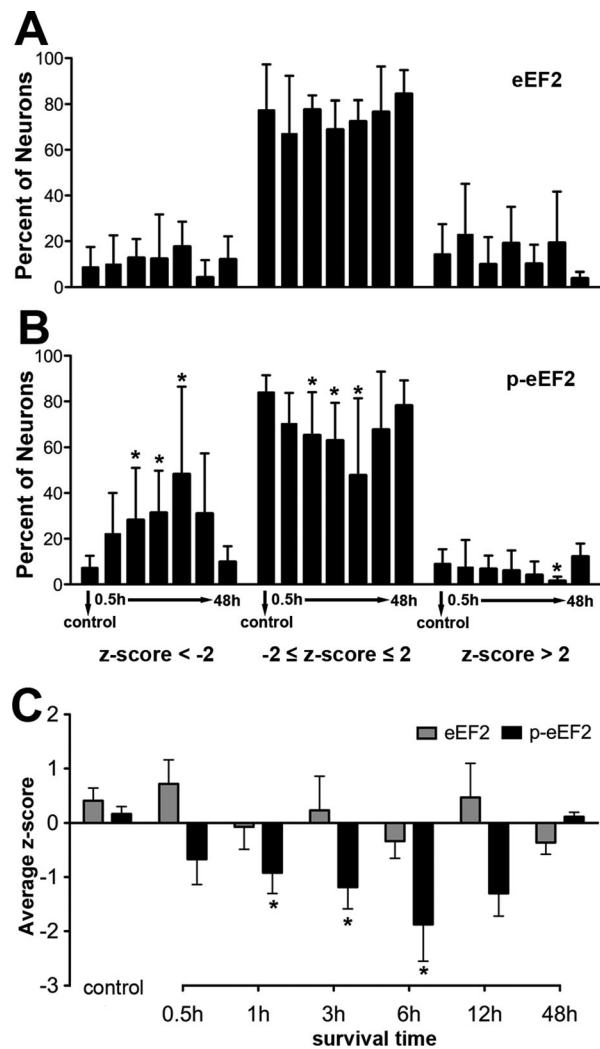 A
Percent of Neurons
100
80
60
40
20
0
eEF2
B
Percent of Neurons
100
80
60
40
20
0
p-eEF2
* * *
* * *
*
0.5h 48h 0.5h 48h 0.5h 48h
control control control
z-score < -2 -2 ≤ z-score ≤ 2 z-score > 2
C
Average z-score
2
1
0
-1
-2
-3
eEF2 p-eEF2
* * *
control 0.5h 1h 3h 6h 12h 48h
survival time